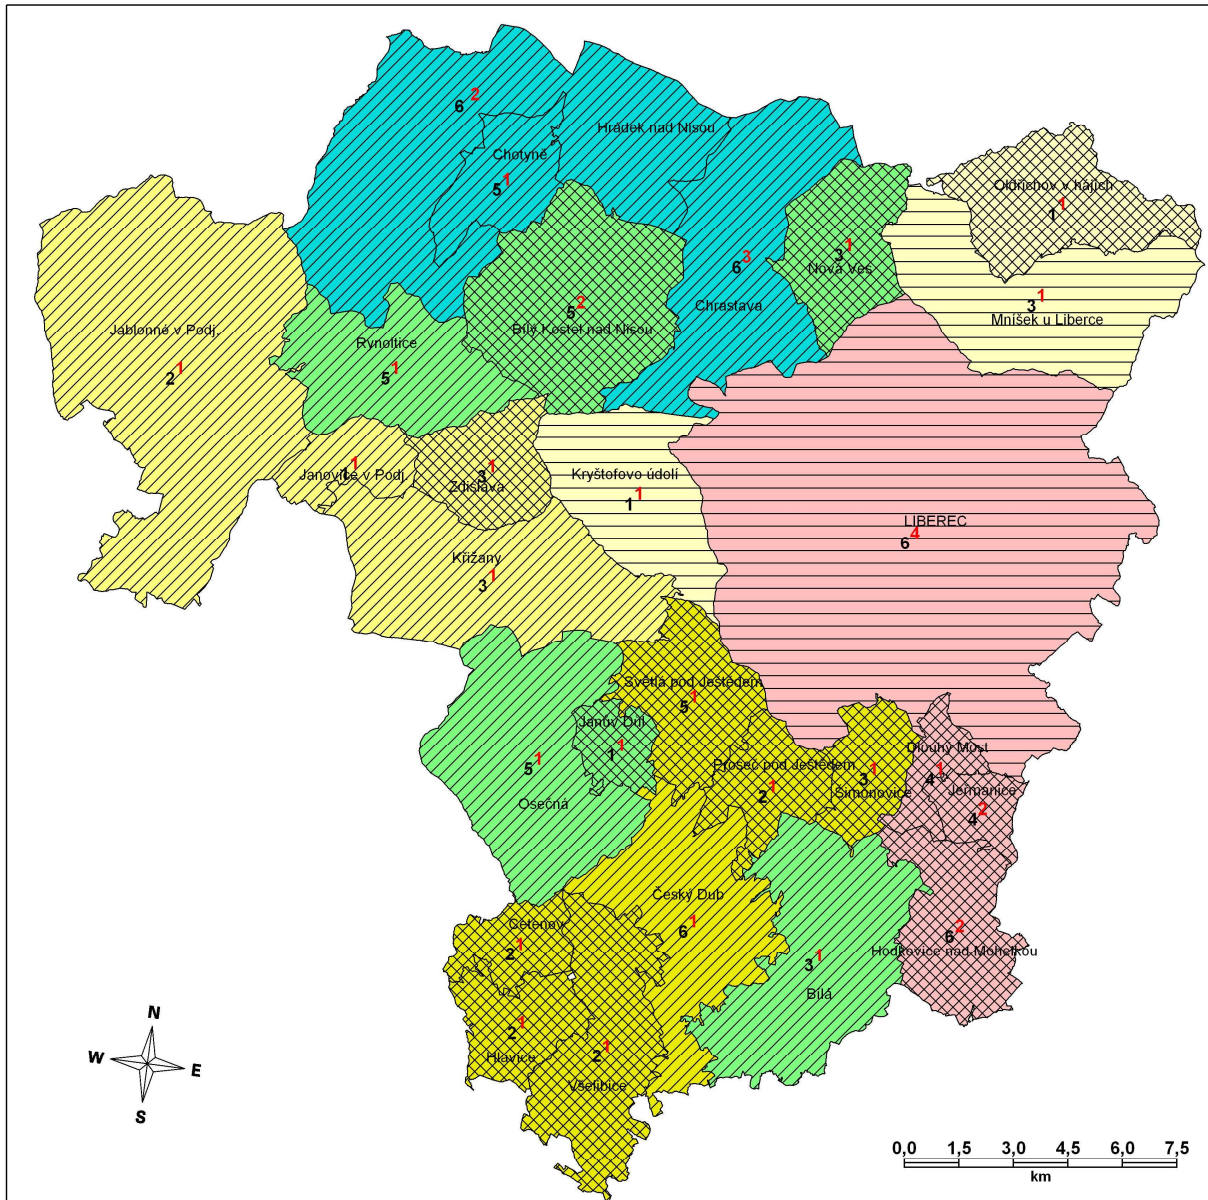 6 2
Hrádek nad Nisou
Chotyně
5 1
Oldřichov v hájích
1 1
Nová Ves
3 1
6 3
Chrastava
5 2
Bílý Kostel nad Nisou
3 1
Mníšek u Liberce
Jablonné v Podj.
2 1
Rynoltice
5 1
Janovice v Podj.
1 1
Zdislava
3 1
Kryštofovo údolí
1 1
LIBEREC
6 4
Křižany
3 1
Světlá pod Ještědem
5 1
Janův Důl
1 1
5 1
Osečná
Proseč pod Ještědem
2 1
3 1
Šimonovice
Dlouhý Most
4 1
Jeřmanice
4 2
Český Dub
6 1
Cetenov
2 1
3 1
Bílá
6 2
Hodkovice nad Mohelkou
2 1
Hlavice
2 1
Všelibice
N
W
E
S
0,0 1,5 3,0 4,5 6,0 7,5
km